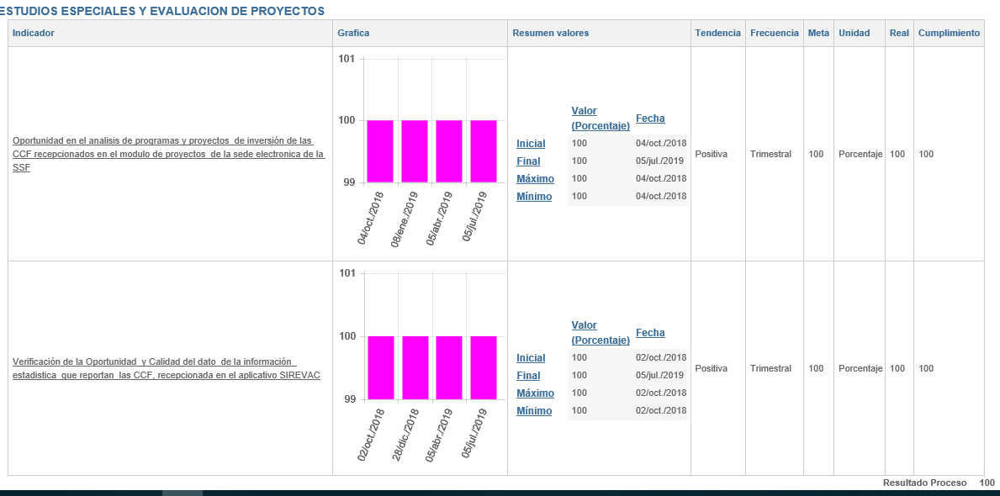 ESTUDIOS ESPECIALES Y EVALUACION DE PROYECTOS
Indicador Grafica Resumen valores Tendencia Frecuencia Meta Unidad Real Cumplimiento
Oportunidad en el analisis de programas y proyectos de inversión de las
CCF recepcionados en el modulo de proyectos de la sede electronica de la
SSF
101
100
99
04/oct./2018 08/ene./2019 05/abr./2019 05/jul./2019
Valor
(Porcentaje) Fecha
Inicial 100 04/oct./2018
Final 100 05/jul./2019
Máximo 100 04/oct./2018
Mínimo 100 04/oct./2018
Positiva Trimestral 100 Porcentaje 100 100
Verificación de la Oportunidad y Calidad del dato de la información
estadistica que reportan las CCF, recepcionada en el aplicativo SIREVAC
101
100
99
02/oct./2018 28/dic./2018 05/abr./2019 05/jul./2019
Valor
(Porcentaje) Fecha
Inicial 100 02/oct./2018
Final 100 05/jul./2019
Máximo 100 02/oct./2018
Mínimo 100 02/oct./2018
Positiva Trimestral 100 Porcentaje 100 100
Resultado Proceso 100